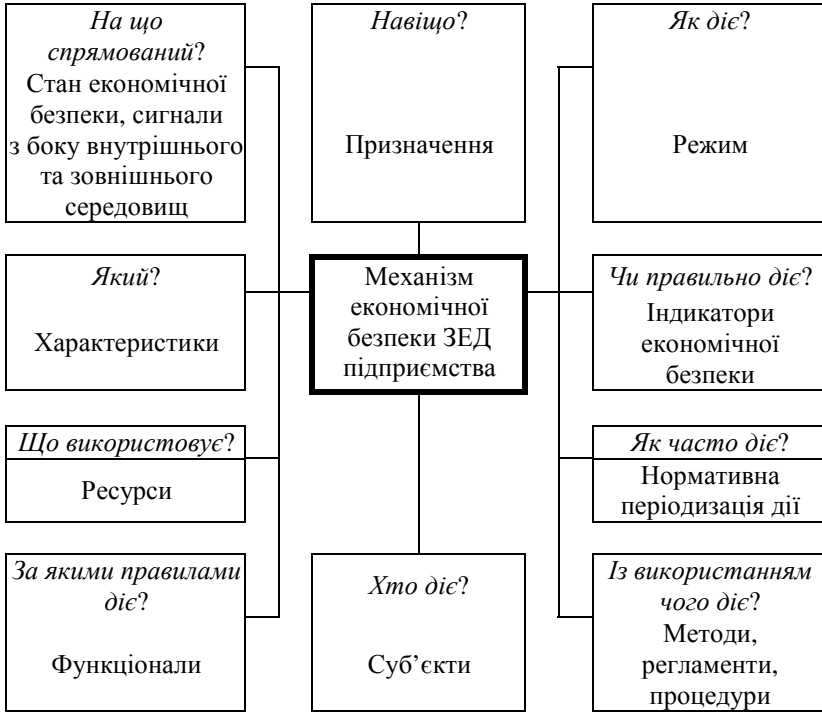 На що
спрямований?
Стан економічної
безпеки, сигнали
з боку внутрішнього
та зовнішнього
середовищ
Навіщо?
Призначення
Як діє?
Режим
Який?
Характеристики
Механізм
економічної
безпеки ЗЕД
підприємства
Чи правильно діє?
Індикатори
економічної
безпеки
Що використовує?
Ресурси
Як часто діє?
Нормативна
періодизація дії
За якими правилами
діє?
Функціонали
Хто діє?
Суб’єкти
Із використанням
чого діє?
Методи,
регламенти,
процедури